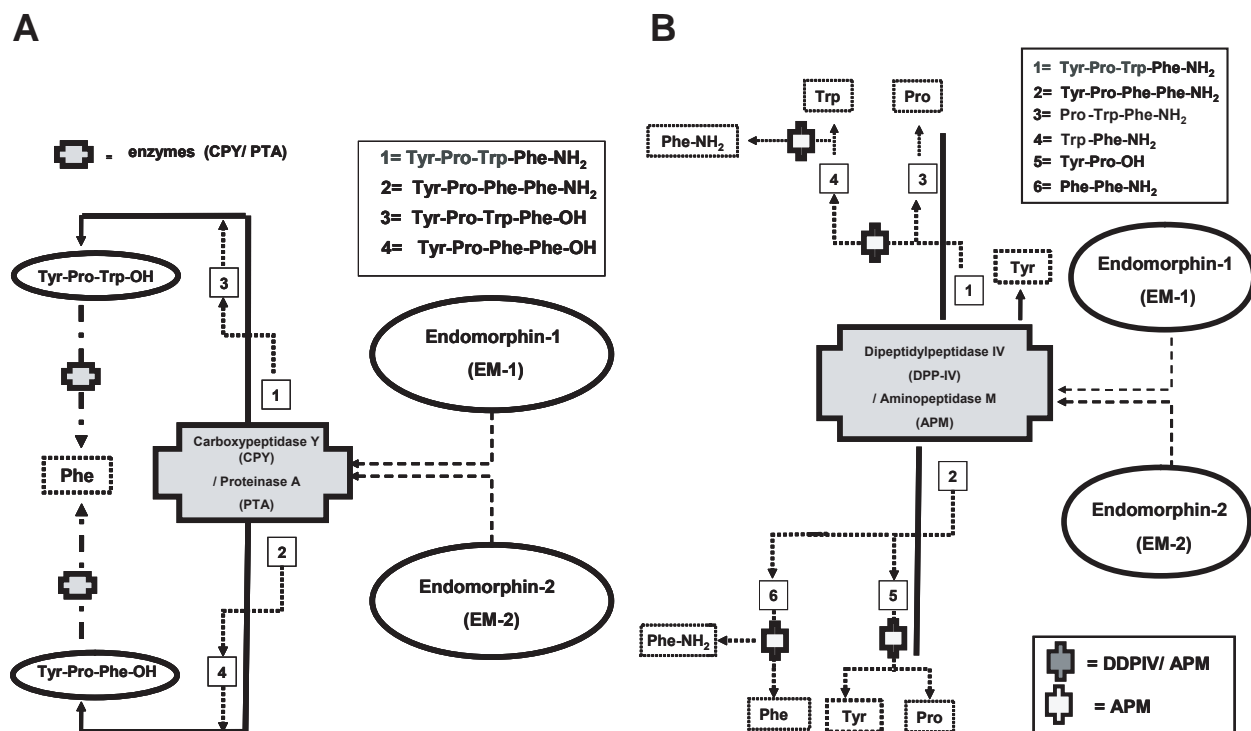 A
= enzymes (CPY/ PTA)
1= Tyr-Pro-Trp-Phe-NH2
2= Tyr-Pro-Phe-Phe-NH2
3= Tyr-Pro-Trp-Phe-OH
4= Tyr-Pro-Phe-Phe-OH
Tyr-Pro-Trp-OH
3
1
Endomorphin-1
(EM-1)
Carboxypeptidase Y
(CPY)
/ Proteinase A
(PTA)
Phe
2
Endomorphin-2
(EM-2)
Tyr-Pro-Phe-OH
4
B
1= Tyr-Pro-Trp-Phe-NH2
2= Tyr-Pro-Phe-Phe-NH2
3= Pro-Trp-Phe-NH2
4= Trp-Phe-NH2
5= Tyr-Pro-OH
6= Phe-Phe-NH2
Trp
Pro
Phe-NH2
4
3
Tyr
1
Endomorphin-1
(EM-1)
Dipeptidylpeptidase IV
(DPP-IV)
/ Aminopeptidase M
(APM)
2
Endomorphin-2
(EM-2)
6
5
Phe-NH2
Phe
Tyr
Pro
= DDPIV/ APM
= APM